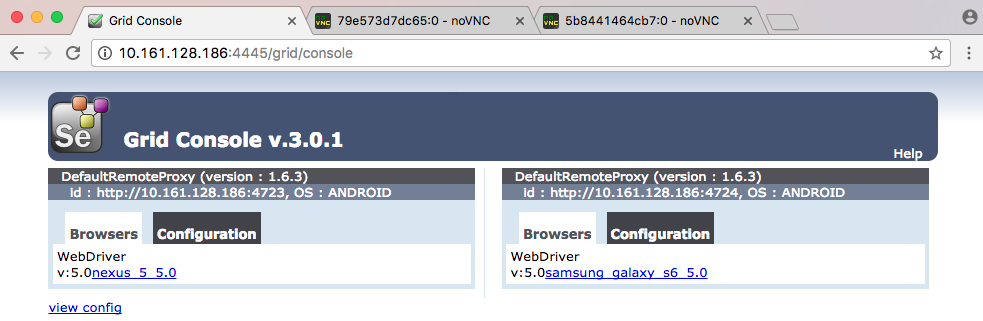 Grid Console
79e573d7dc65:0 - noVNC
5b8441464cb7:0 - noVNC
10.161.128.186:4445/grid/console
Se
Grid Console v.3.0.1
Help
DefaultRemoteProxy (version : 1.6.3)
id : http://10.161.128.186:4723, OS : ANDROID
Browsers
Configuration
WebDriver
v:5.0nexus_5_5.0
DefaultRemoteProxy (version : 1.6.3)
id : http://10.161.128.186:4724, OS : ANDROID
Browsers
Configuration
WebDriver
v:5.0samsung_galaxy_s6_5.0
view config